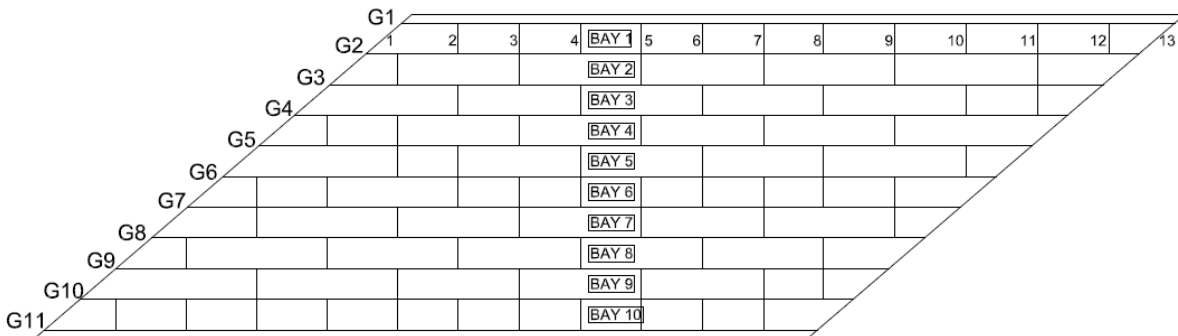 G1
1 2 3 4 BAY 1 5 6 7 8 9 10 11 12 13
G2
BAY 2
G3
BAY 3
G4
BAY 4
G5
BAY 5
G6
BAY 6
G7
BAY 7
G8
BAY 8
G9
BAY 9
G10
BAY 10
G11